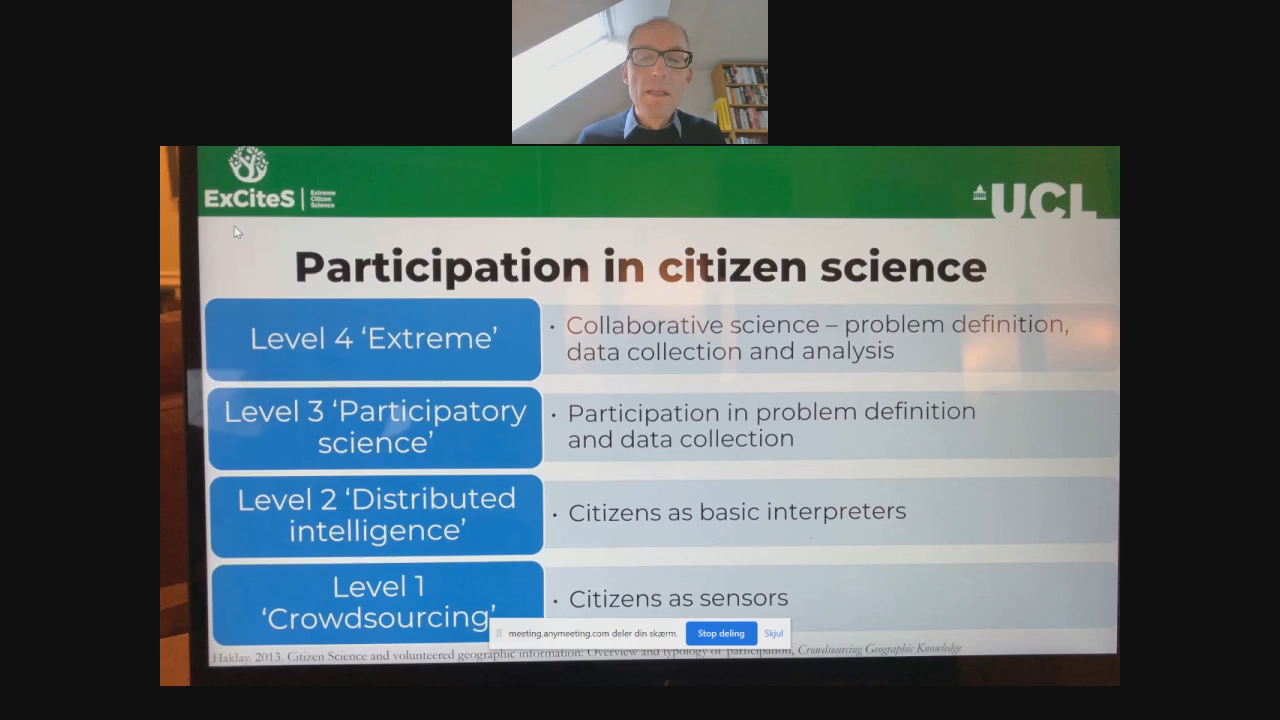 ExCiteS
Extreme
Citizen
Science
UCL
Participation in citizen science
Level 4 ‘Extreme’
• Collaborative science – problem definition,
data collection and analysis
Level 3 ‘Participatory
science’
• Participation in problem definition
and data collection
Level 2 ‘Distributed
intelligence’
• Citizens as basic interpreters
Level 1
‘Crowdsourcing’
• Citizens as sensors
meeting.anymeeting.com deler din skærm.
Stop deling
Skjul
Haklay. 2013. Citizen Science and volunteered geographic information: Overview and typology of participation, Crowdsourcing Geographic Knowledge